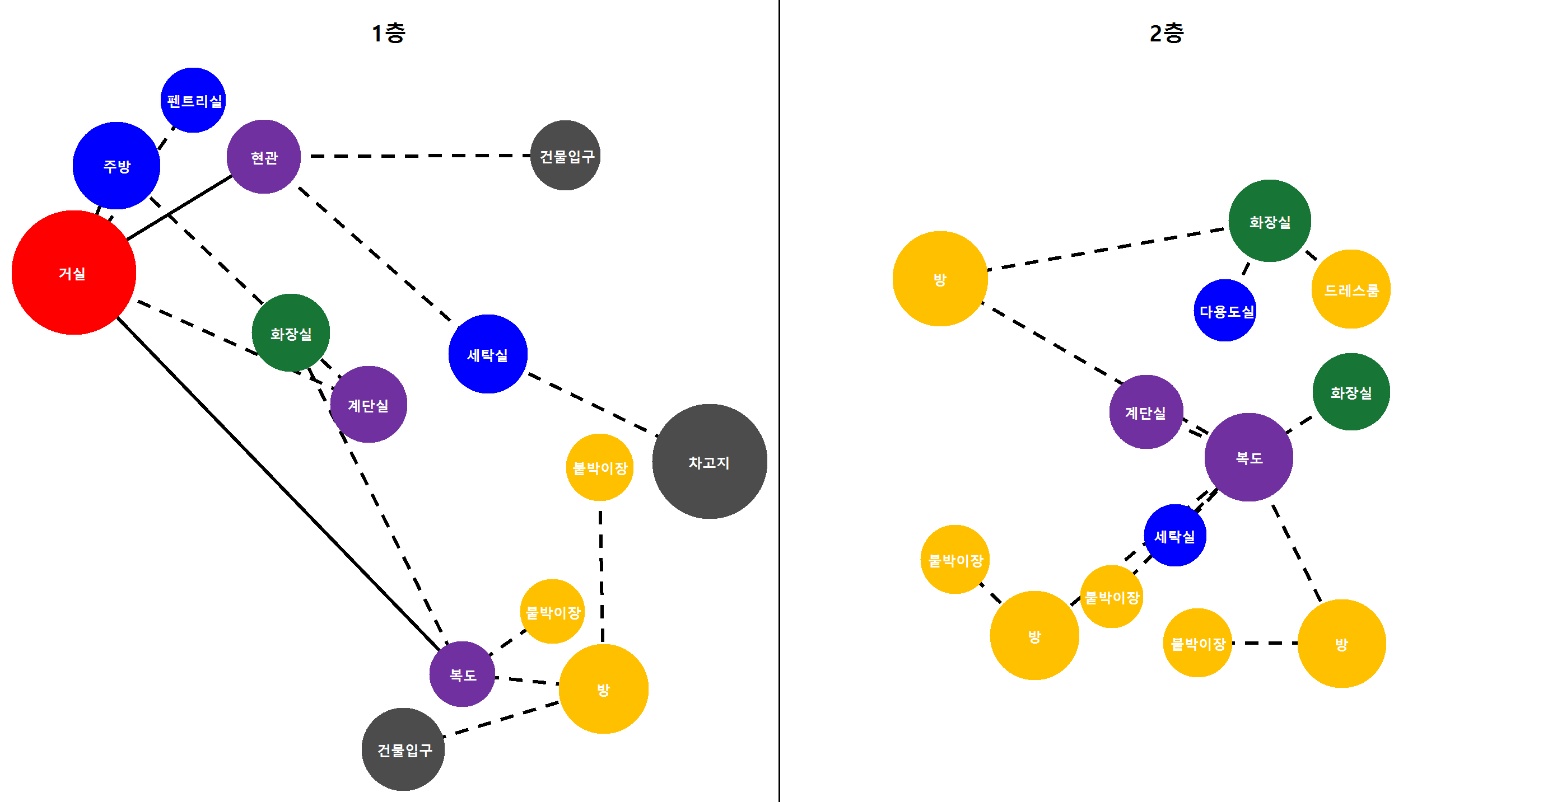 1층
펜트리실
주방
현관
건물입구
거실
화장실
세탁실
계단실
차고지
붙박이장
붙박이장
복도
방
건물입구
2층
화장실
방
드레스룸
다용도실
화장실
계단실
복도
세탁실
붙박이장
붙박이장
방
붙박이장
방